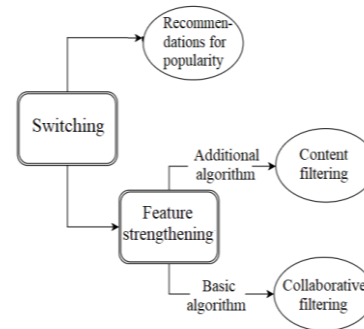 Recommen-
dations for
popularity
Switching
Additional
algorithm
Content
filtering
Feature
strengthening
Basic
algorithm
Collaborative
filtering